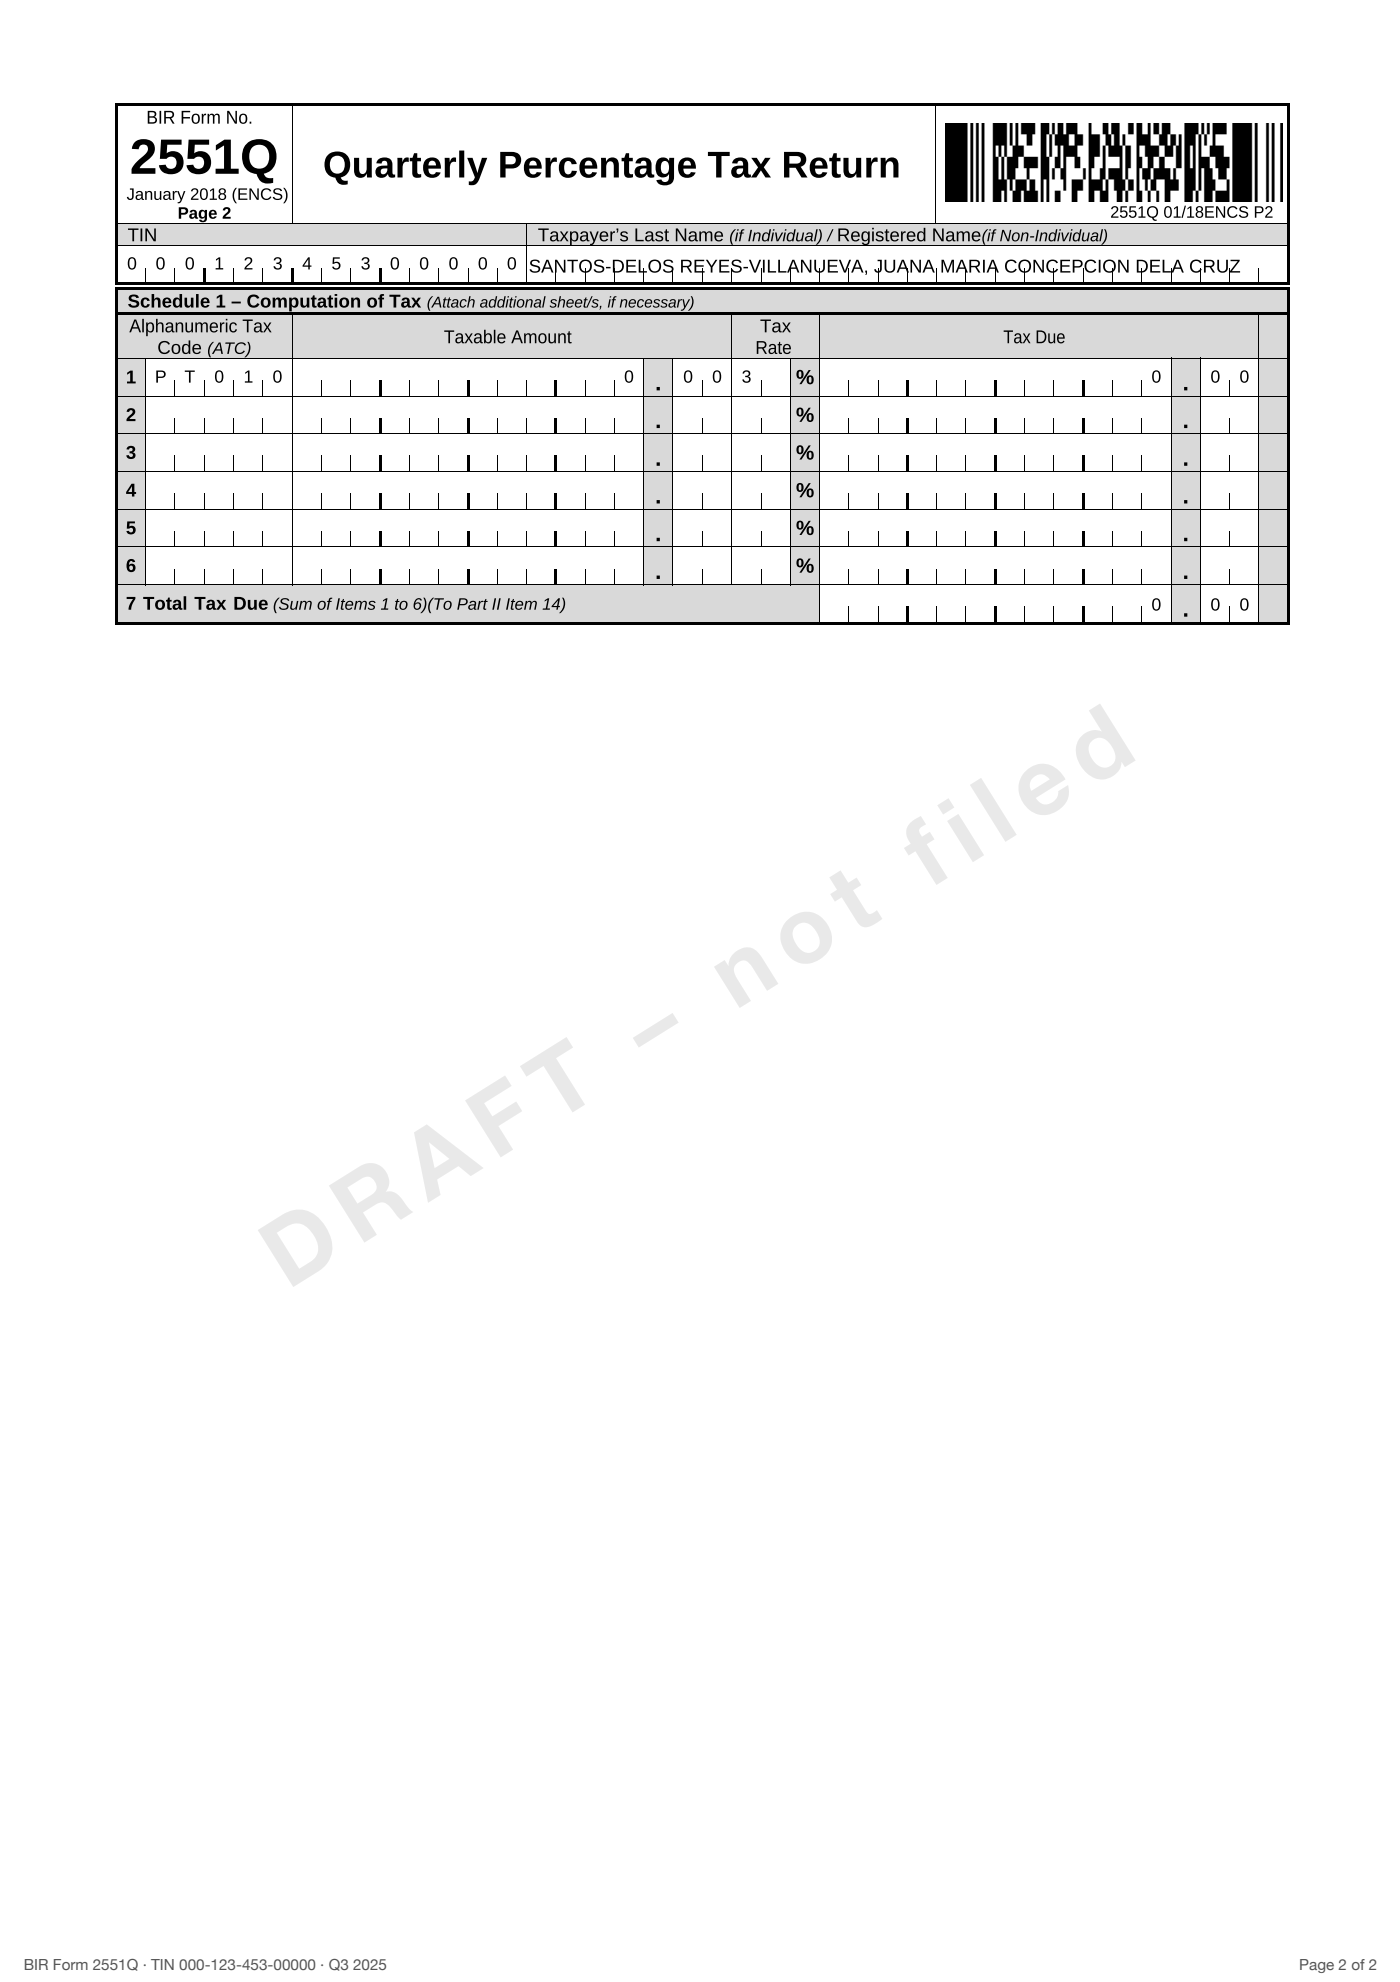 BIR Form No.
2551Q
January 2018 (ENCS)
Page 2
Quarterly Percentage Tax Return
2551Q 01/18ENCS P2
TIN
Taxpayer’s Last Name (if Individual) / Registered Name(if Non-Individual)
0 0 0 1 2 3 4 5 3 0 0 0 0 0
SANTOS-DELOS REYES-VILLANUEVA, JUANA MARIA CONCEPCION DELA CRUZ
Schedule 1 – Computation of Tax (Attach additional sheet/s, if necessary)
Alphanumeric Tax
Code (ATC)
Taxable Amount
Tax
Rate
Tax Due
1 P T 0 1 0 0 . 0 0 3 % 0 . 0 0
2 . % .
3 . % .
4 . % .
5 . % .
6 . % .
7 Total Tax Due (Sum of Items 1 to 6)(To Part II Item 14) 0 . 0 0
DRAFT – not filed
BIR Form 2551Q · TIN 000-123-453-00000 · Q3 2025
Page 2 of 2